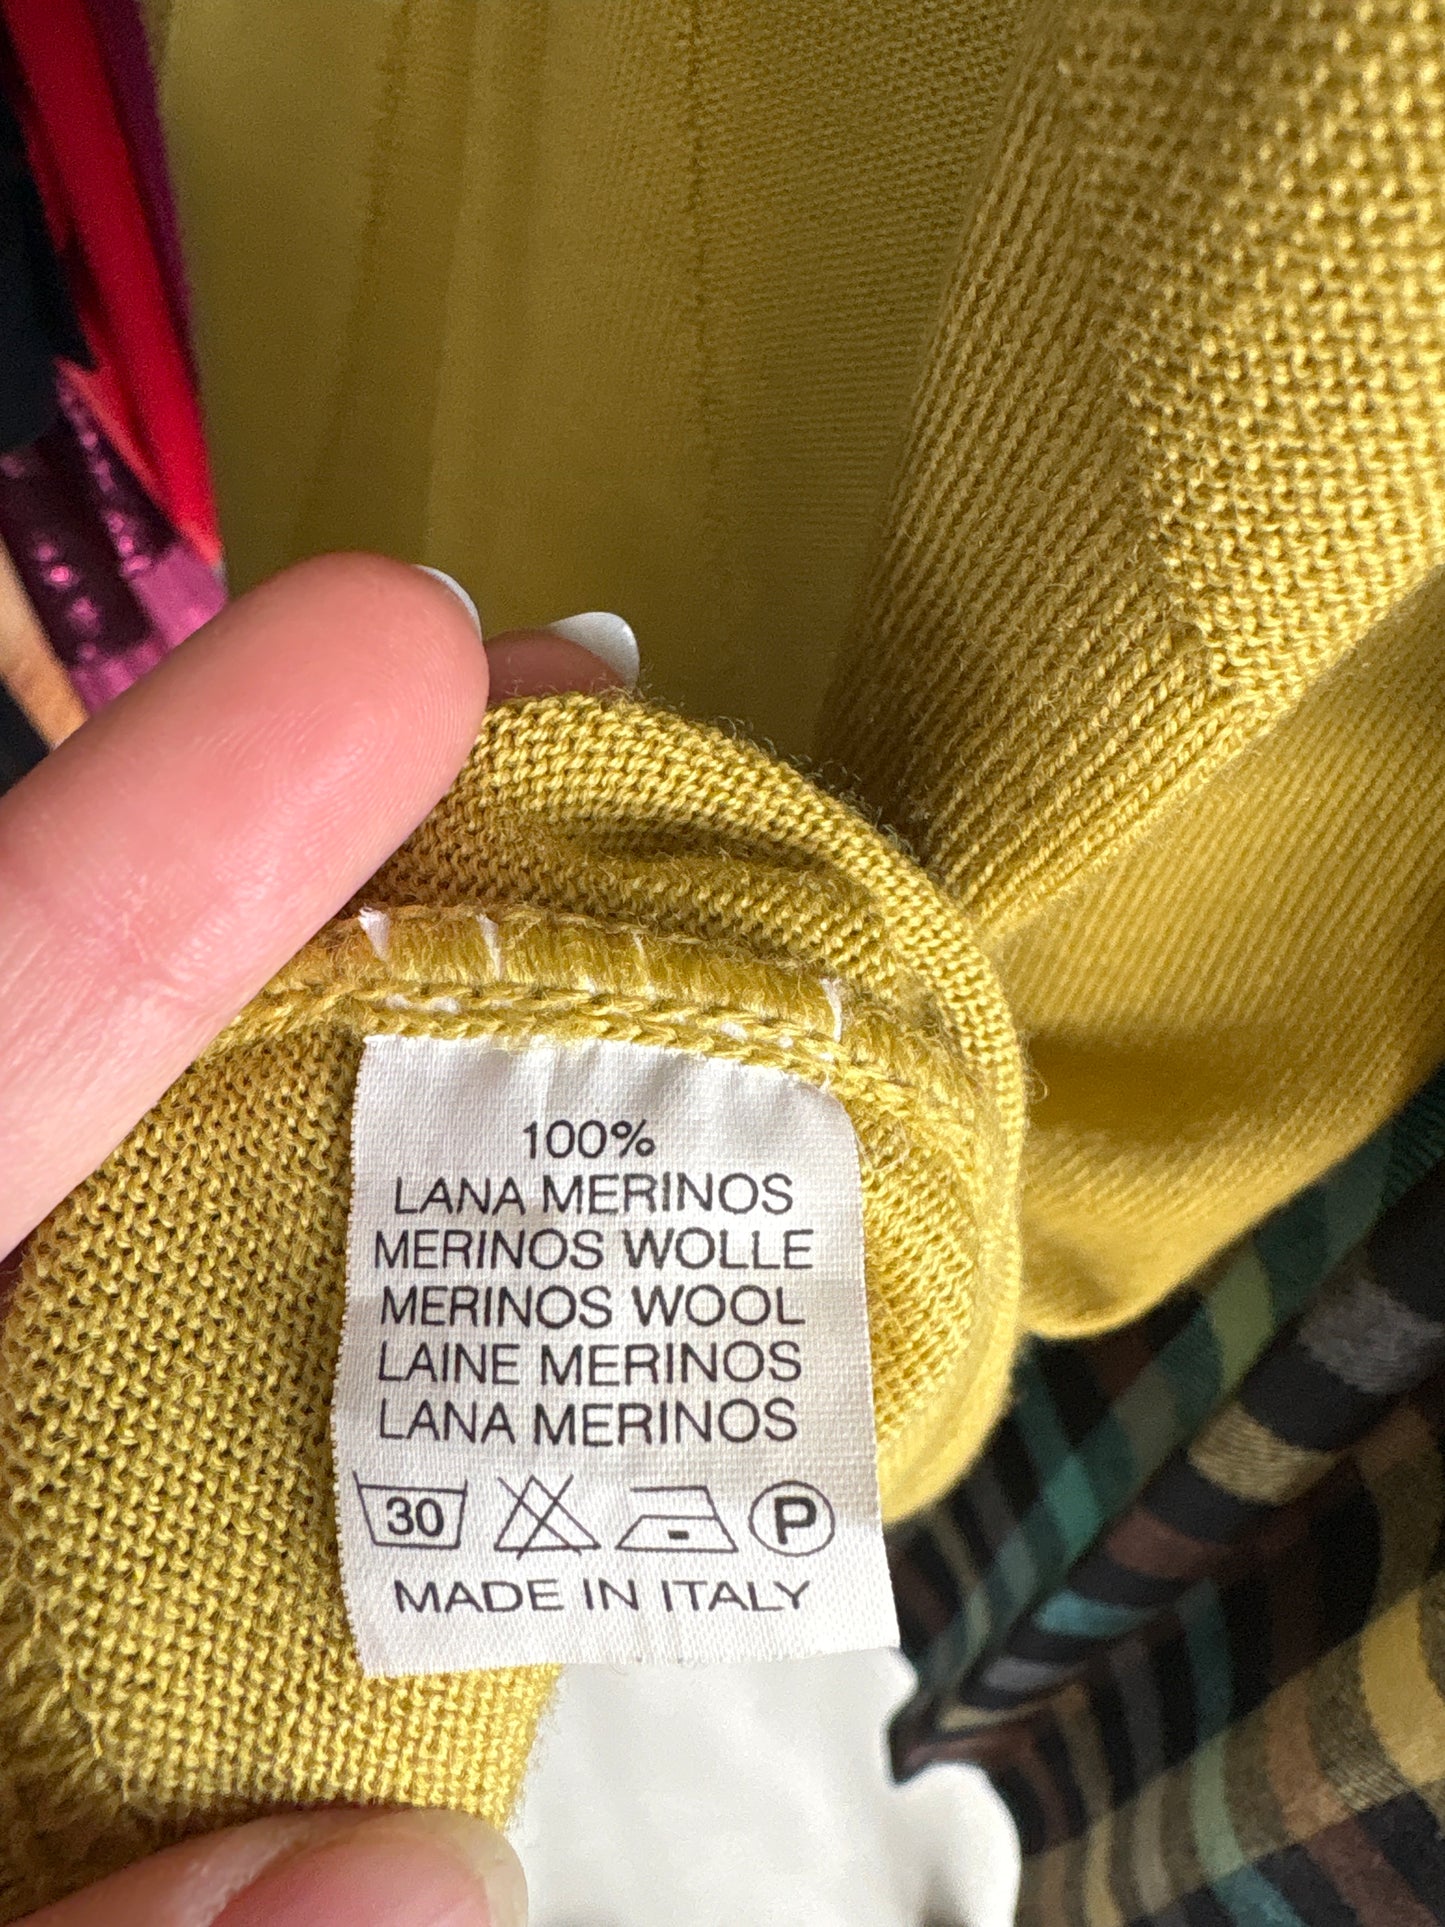 100%
LANA MERINOS
MERINOS WOLLE
MERINOS WOOL
LAINE MERINOS
LANA MERINOS
30 P
MADE IN ITALY